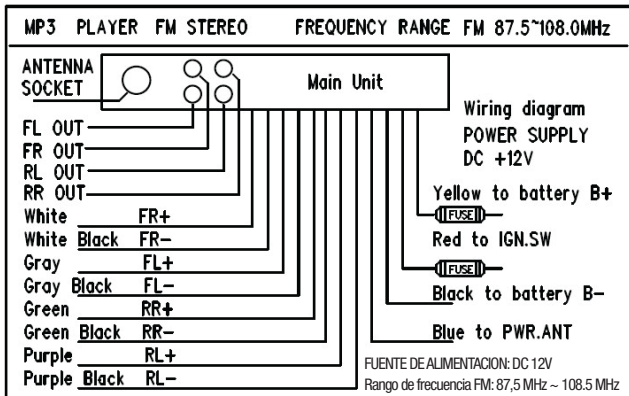 MP3 PLAYER FM STEREO FREQUENCY RANGE FM 87.5~108.0MHz
ANTENNA
SOCKET
Main Unit
FL OUT
FR OUT
RL OUT
RR OUT
White FR+
White Black FR-
Gray FL+
Gray Black FL-
Green RR+
Green Black RR-
Purple RL+
Purple Black RL-
Wiring diagram
POWER SUPPLY
DC +12V
Yellow to battery B+
FUSE
Red to IGN.SW
FUSE
Black to battery B-
Blue to PWR.ANT
FUENTE DE ALIMENTACION: DC 12V
Rango de frecuencia FM: 87,5 MHz ~ 108.5 MHz